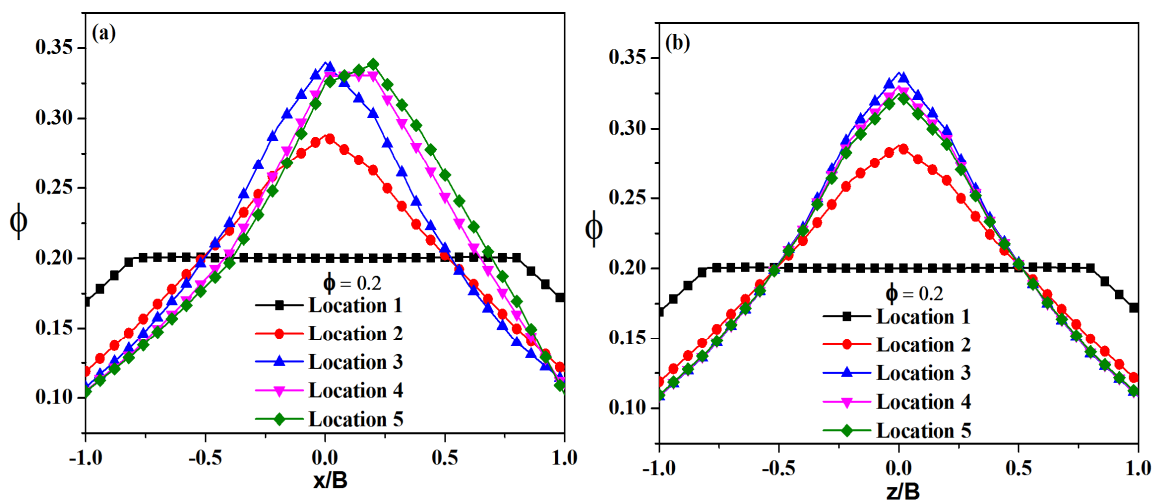 (a)
0.35
0.30
0.25
0.20
0.15
0.10
ϕ
ϕ = 0.2
Location 1
Location 2
Location 3
Location 4
Location 5
-1.0 -0.5 0.0 0.5 1.0
x/B
(b)
0.35
0.30
0.25
0.20
0.15
0.10
ϕ
ϕ = 0.2
Location 1
Location 2
Location 3
Location 4
Location 5
-1.0 -0.5 0.0 0.5 1.0
z/B